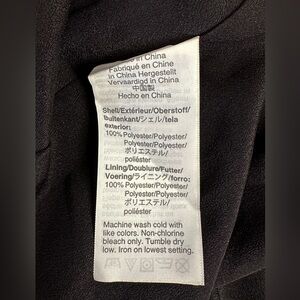 in China
Fabriqué en Chine
in China Hergestellt
Vervaardigd in China
中国製
Hecho en China
Shell/Extérieur/Oberstoff/
Buitenkant/シェル/tela
exterior:
100% Polyester/Polyester/
Polyester/Polyester/
ポリエステル/
poliéster
Lining/Doublure/Futter/
Voering/ライニング/forro:
100% Polyester/Polyester/
Polyester/Polyester/
ポリエステル/
poliéster
Machine wash cold with
like colors. Non-chlorine
bleach only. Tumble dry
low. Iron on lowest setting.